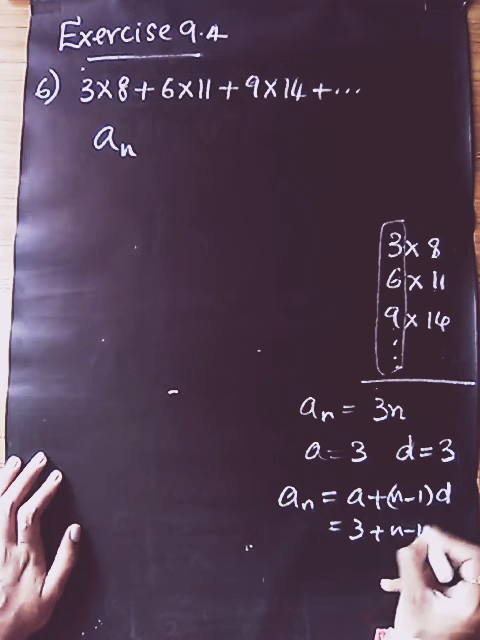 Exercise 9.4
6) 3×8+6×11+9×14+...
aₙ
3×8
6×11
9×14
⋮
aₙ = 3n
a=3 d=3
aₙ = a+(n-1)d
= 3+n-1